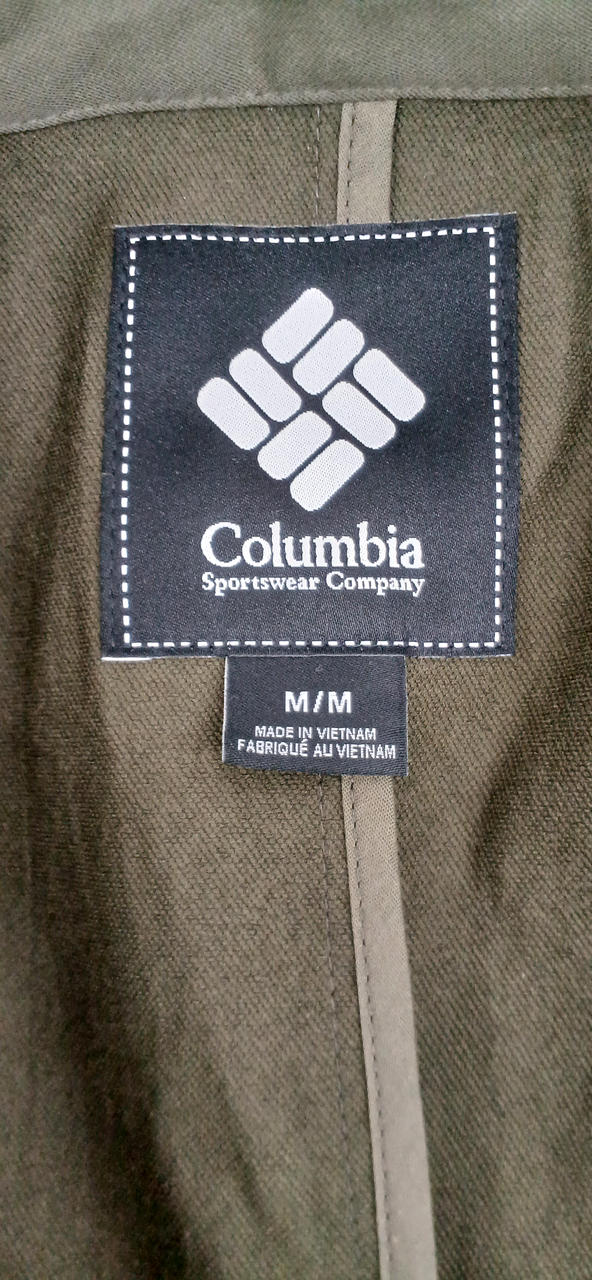 Columbia
Sportswear Company
M/M
MADE IN VIETNAM
FABRIQUÉ AU VIETNAM